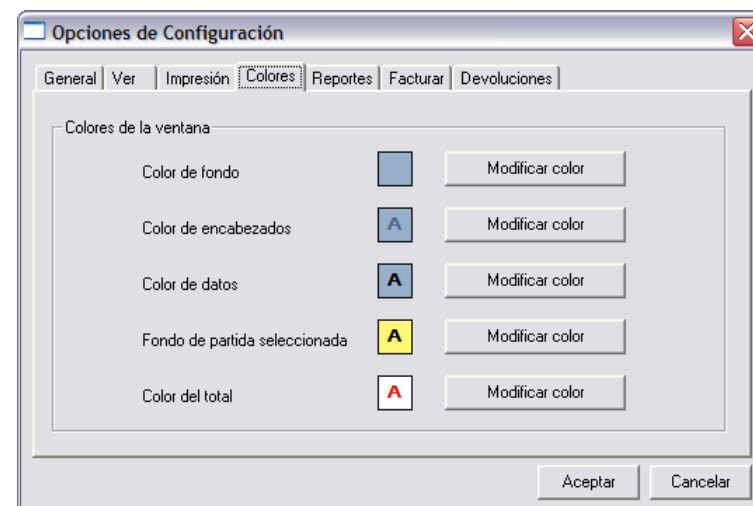 Opciones de Configuración
General Ver Impresión Colores Reportes Facturar Devoluciones
Colores de la ventana
Color de fondo Modificar color
Color de encabezados A Modificar color
Color de datos A Modificar color
Fondo de partida seleccionada A Modificar color
Color del total A Modificar color
Aceptar Cancelar